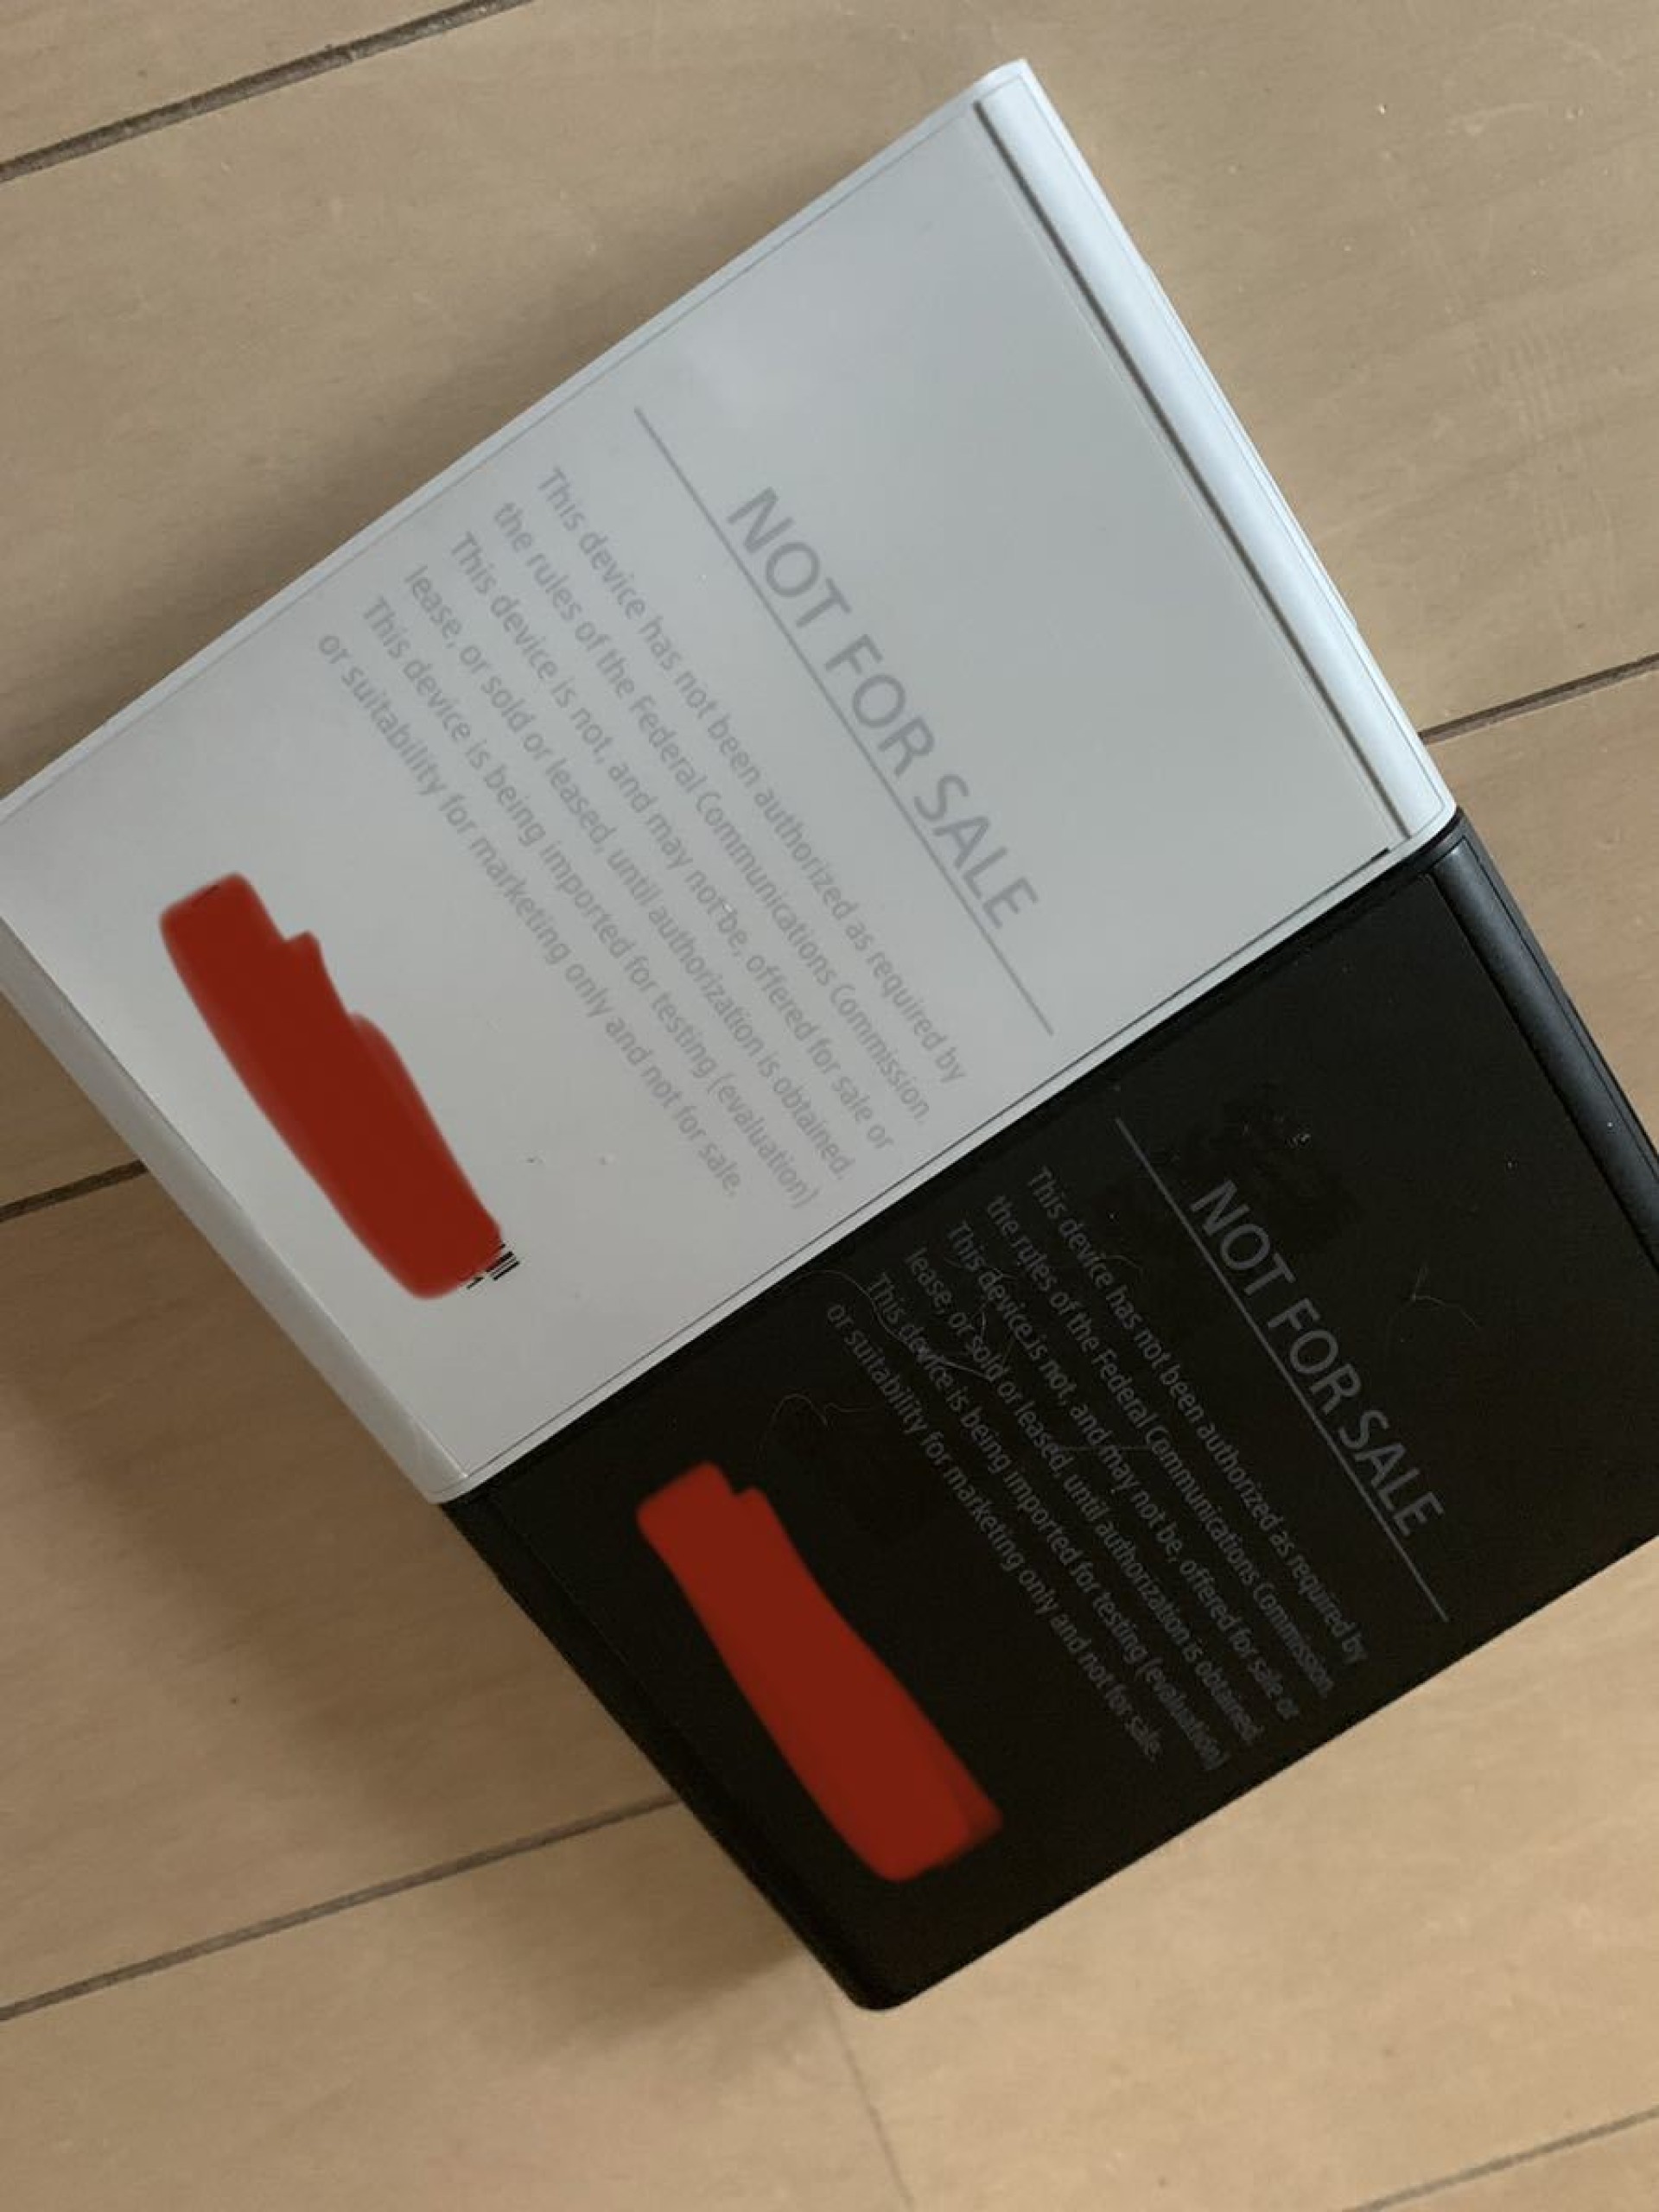 NOT FOR SALE
This device has not been authorized as required by
the rules of the Federal Communications Commission.
This device is not, and may not be, offered for sale or
lease, or sold or leased, until authorization is obtained.
This device is being imported for testing (evaluation)
or suitability for marketing only and not for sale.
NOT FOR SALE
This device has not been authorized as required by
the rules of the Federal Communications Commission.
This device is not, and may not be, offered for sale or
lease, or sold or leased, until authorization is obtained.
This device is being imported for testing (evaluation)
or suitability for marketing only and not for sale.